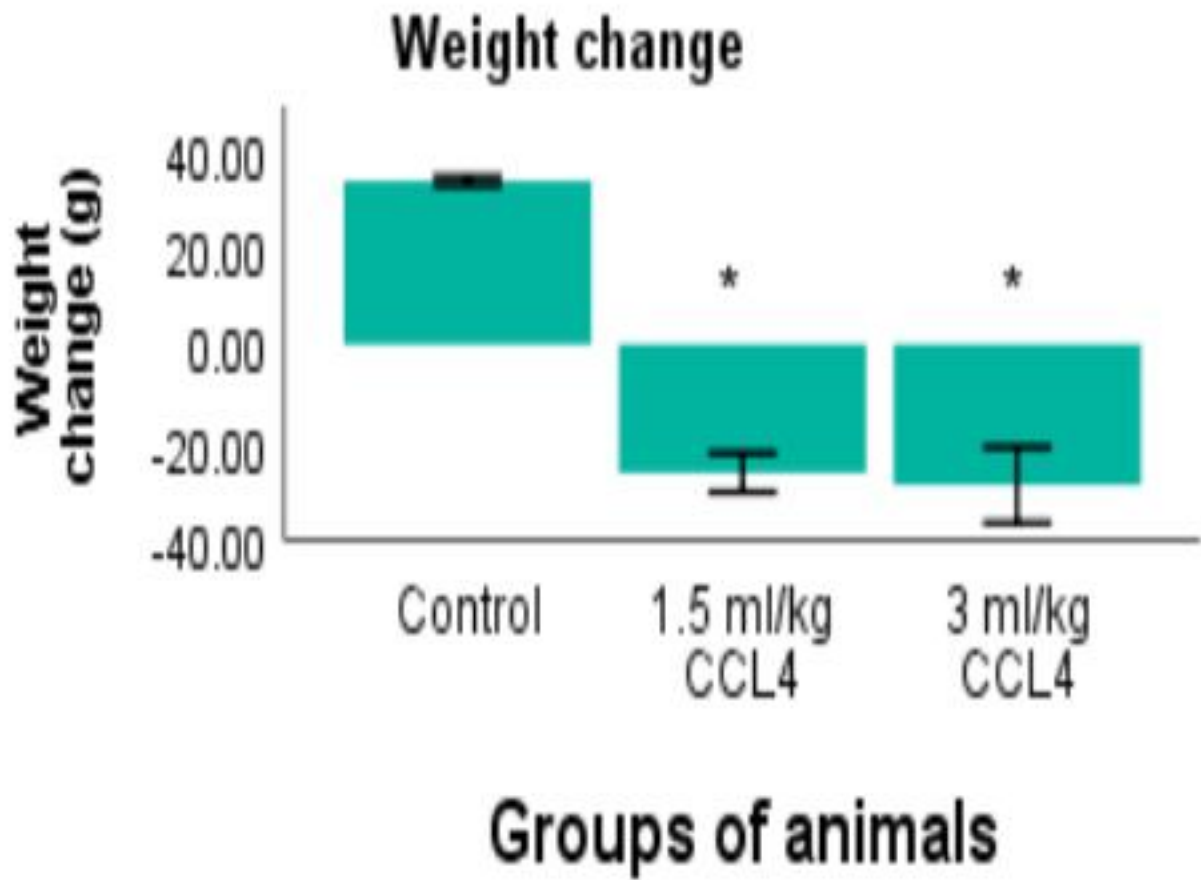 Weight change
Weight
change (g)
40.00
20.00
0.00
-20.00
-40.00
*
*
Control
1.5 ml/kg
CCL4
3 ml/kg
CCL4
Groups of animals